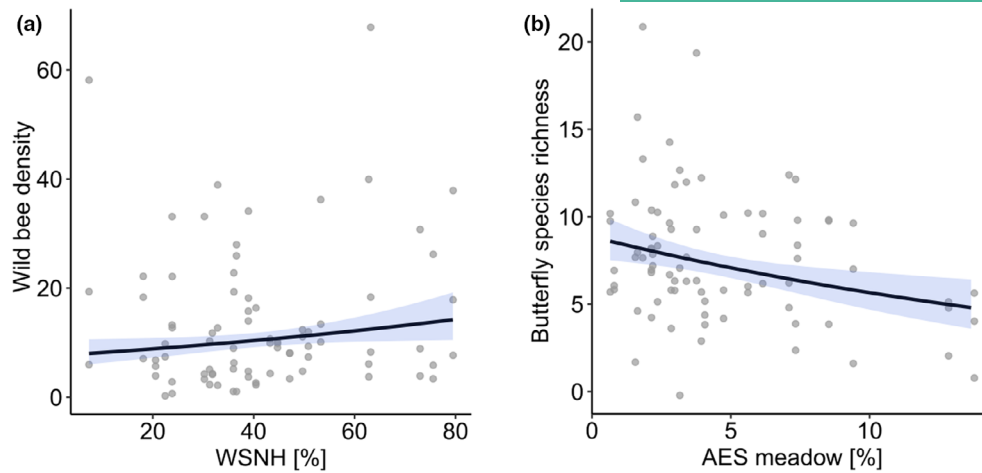 (a)
Wild bee density
60
40
20
0
20 40 60 80
WSNH [%]
(b)
Butterfly species richness
20
15
10
5
0
0 5 10
AES meadow [%]